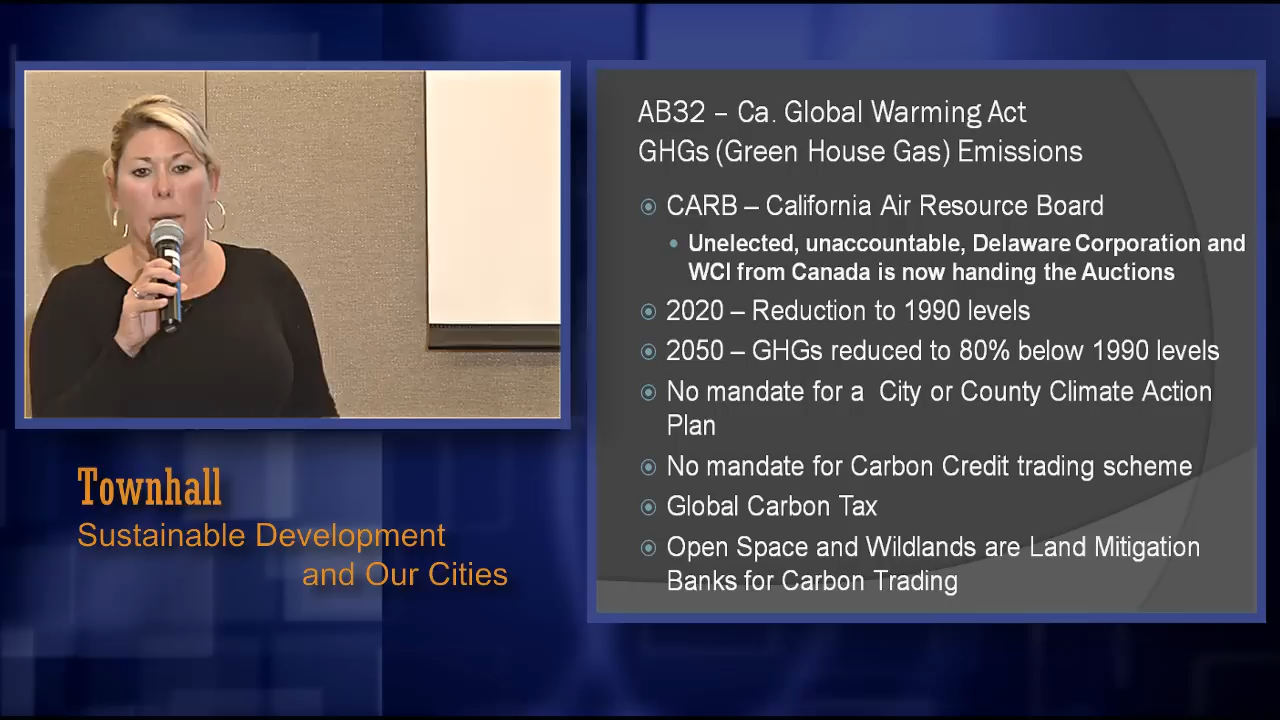 AB32 – Ca. Global Warming Act
GHGs (Green House Gas) Emissions
CARB – California Air Resource Board
Unelected, unaccountable, Delaware Corporation and
WCI from Canada is now handing the Auctions
2020 – Reduction to 1990 levels
2050 – GHGs reduced to 80% below 1990 levels
No mandate for a City or County Climate Action
Plan
No mandate for Carbon Credit trading scheme
Global Carbon Tax
Open Space and Wildlands are Land Mitigation
Banks for Carbon Trading
Townhall
Sustainable Development
and Our Cities